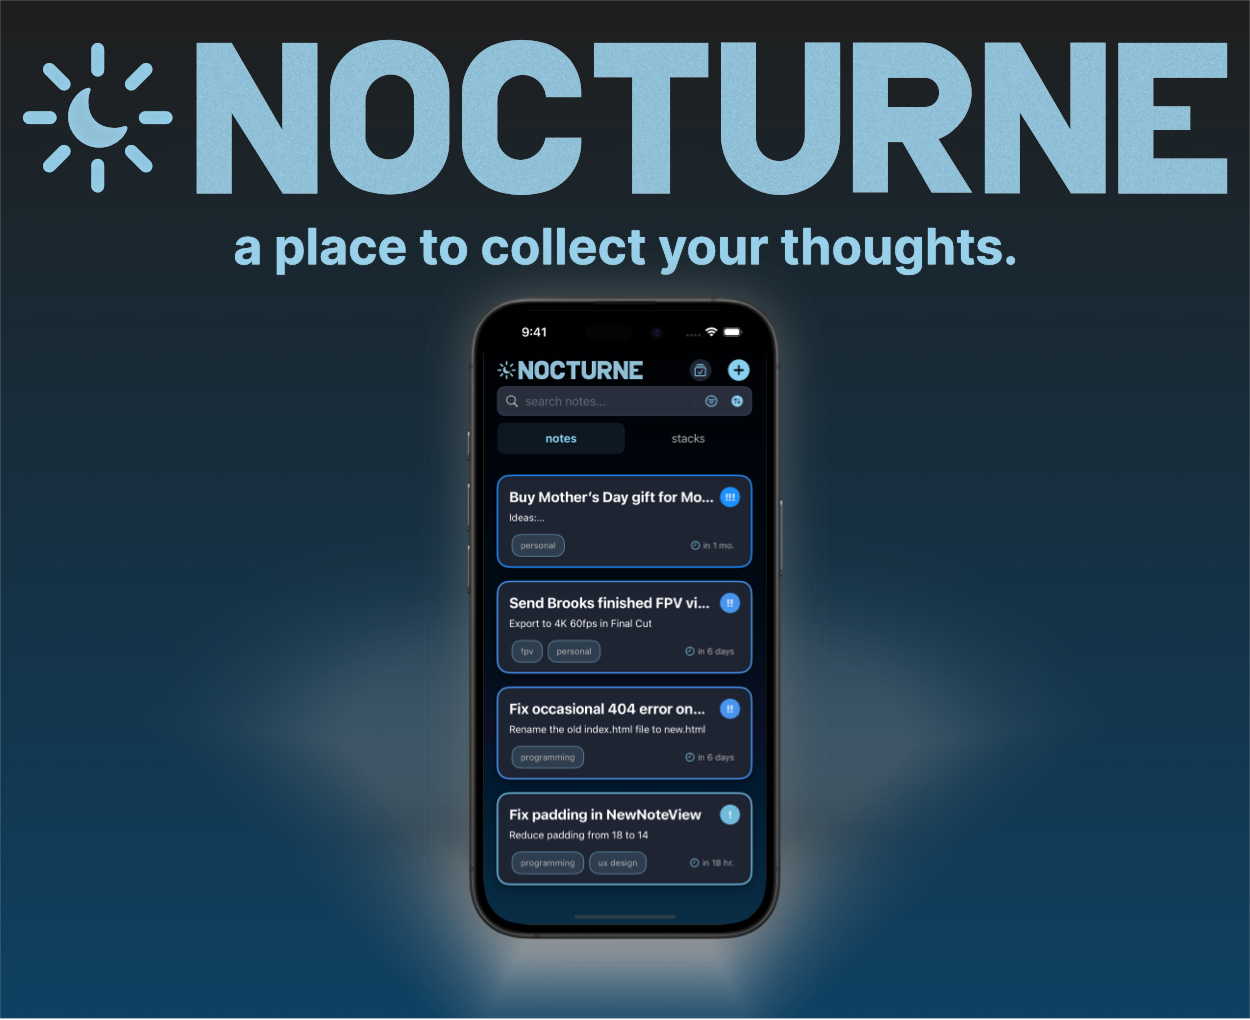 NOCTURNE
a place to collect your thoughts.
9:41
NOCTURNE
search notes...
notes
stacks
Buy Mother's Day gift for Mo... !!!
Ideas:...
personal
in 1 mo.
Send Brooks finished FPV vi... !!
Export to 4K 60fps in Final Cut
fpv
personal
in 6 days
Fix occasional 404 error on... !!
Rename the old index.html file to new.html
programming
in 6 days
Fix padding in NewNoteView !
Reduce padding from 18 to 14
programming
ux design
in 18 hr.